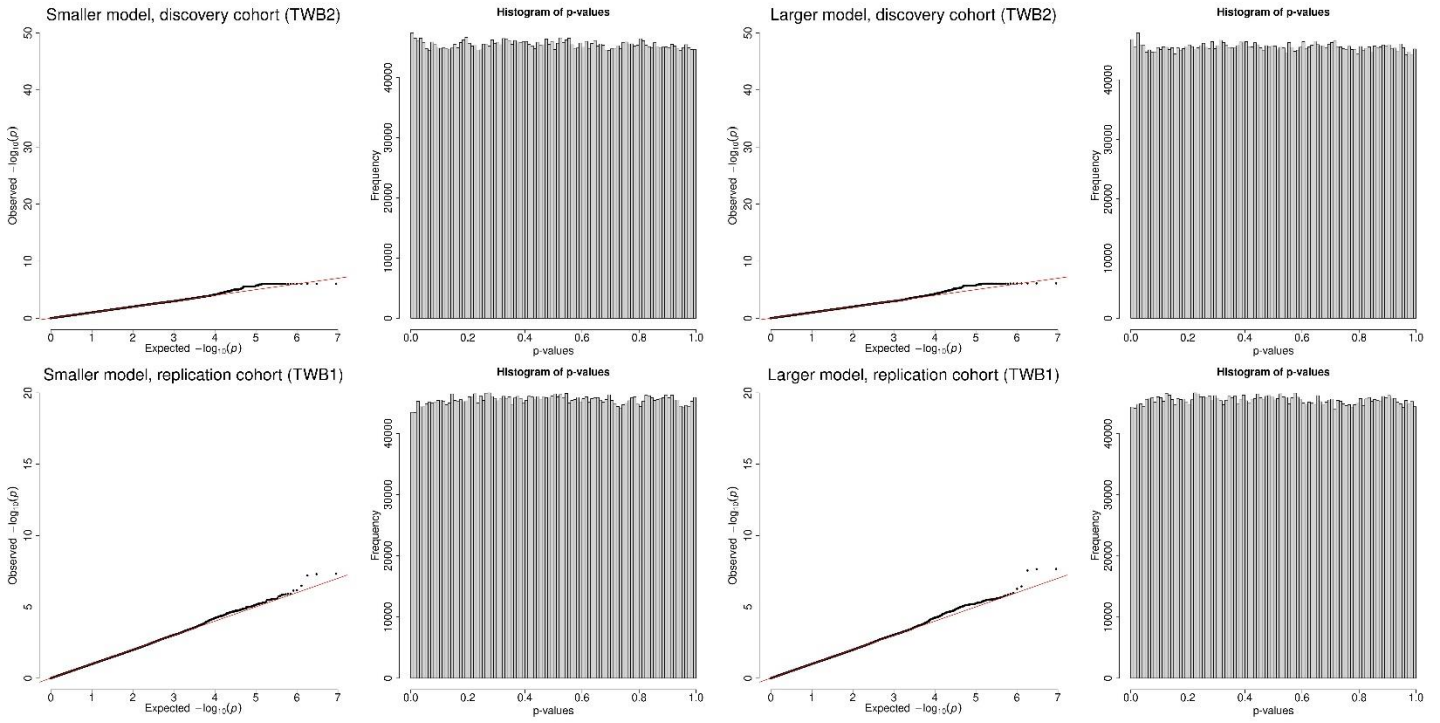 Smaller model, discovery cohort (TWB2)
Observed −log₁₀(p)
0 10 20 30 40 50
0 1 2 3 4 5 6 7
Expected −log₁₀(p)
Histogram of p-values
Frequency
0 10000 20000 30000 40000
0.0 0.2 0.4 0.6 0.8 1.0
p-values
Larger model, discovery cohort (TWB2)
Observed −log₁₀(p)
0 10 20 30 40 50
0 1 2 3 4 5 6 7
Expected −log₁₀(p)
Histogram of p-values
Frequency
0 10000 20000 30000 40000
0.0 0.2 0.4 0.6 0.8 1.0
p-values
Smaller model, replication cohort (TWB1)
Observed −log₁₀(p)
0 5 10 15 20
0 1 2 3 4 5 6 7
Expected −log₁₀(p)
Histogram of p-values
Frequency
0 10000 20000 30000 40000
0.0 0.2 0.4 0.6 0.8 1.0
p-values
Larger model, replication cohort (TWB1)
Observed −log₁₀(p)
0 5 10 15 20
0 1 2 3 4 5 6 7
Expected −log₁₀(p)
Histogram of p-values
Frequency
0 10000 20000 30000 40000
0.0 0.2 0.4 0.6 0.8 1.0
p-values